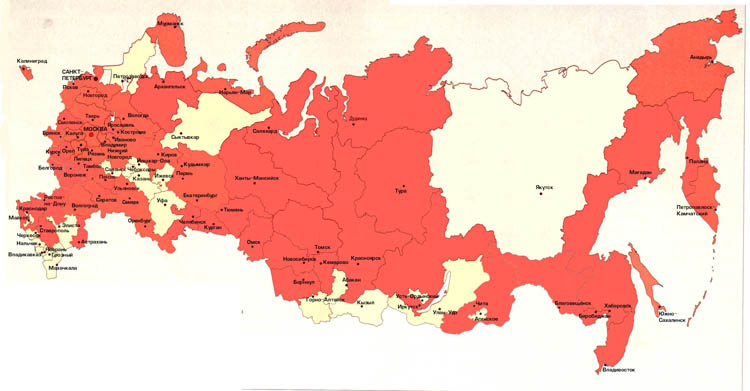 Мурманск
Калининград
САНКТ-
ПЕТЕРБУРГ
Петрозаводск
Псков
Новгород
Архангельск
Нарьян-Мар
Анадырь
Салехард
Дудинка
Тверь
Вологда
Смоленск
Ярославль
МОСКВА
Кострома
Брянск
Калуга
Иваново
Владимир
Сыктывкар
Тула
Рязань
Нижний
Новгород
Курск
Орел
Липецк
Йошкар-Ола
Киров
Кудымкар
Белгород
Тамбов
Саранск
Чебоксары
Воронеж
Пенза
Казань
Ижевск
Пермь
Ульяновск
Ханты-Мансийск
Тура
Якутск
Магадан
Палана
Петропавловск
Камчатский
Екатеринбург
Ростов-
на-Дону
Саратов
Самара
Уфа
Тюмень
Краснодар
Волгоград
Челябинск
Курган
Оренбург
Майкоп
Ставрополь
Элиста
Черкесск
Астрахань
Нальчик
Назрань
Владикавказ
Грозный
Махачкала
Омск
Томск
Новосибирск
Кемерово
Красноярск
Барнаул
Абакан
Горно-Алтайск
Кызыл
Усть-Ордынский
Иркутск
Улан-Удэ
Чита
Агинское
Благовещенск
Хабаровск
Биробиджан
Южно-
Сахалинск
Владивосток